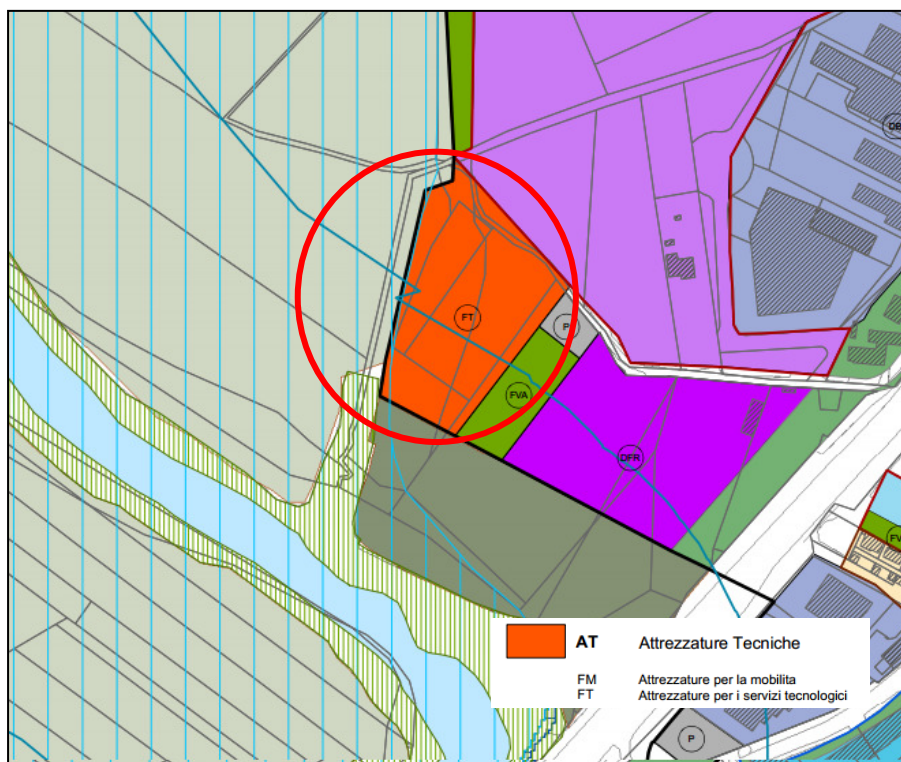 DB
FT
P
FVA
DFR
FV
AT Attrezzature Tecniche
FM Attrezzature per la mobilita
FT Attrezzature per i servizi tecnologici
P